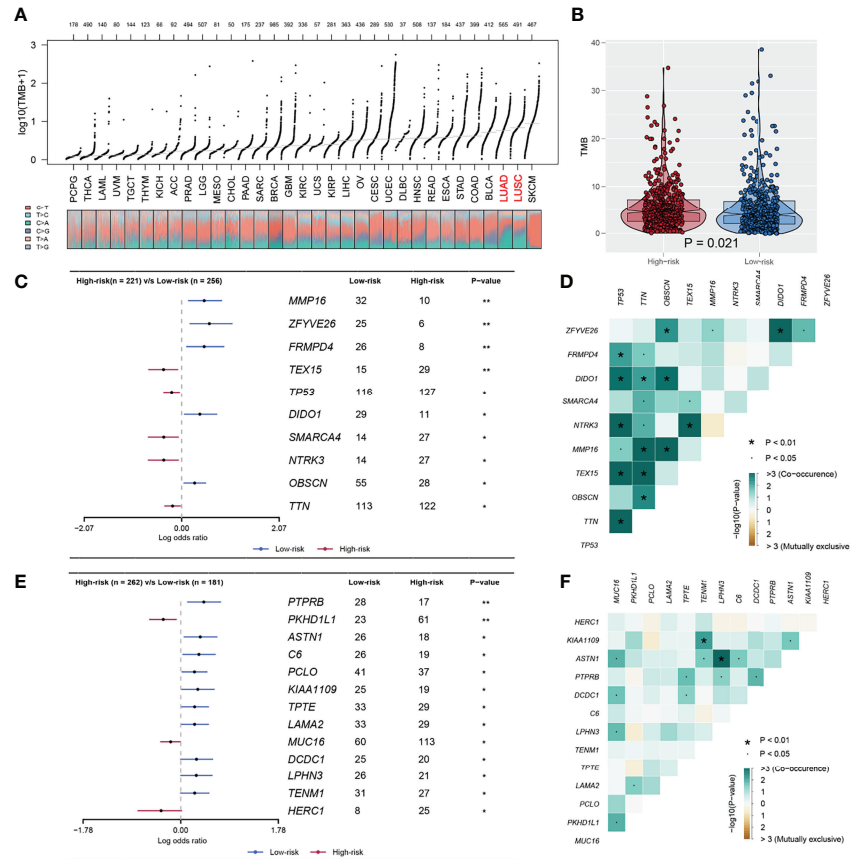 A
178 490 140 80 144 123 66 92 494 507 82 36 175 237 985 392 336 57 281 363 436 303 530 37 508 137 184 437 399 412 565 491 467
log10(TMB+1)
3
2
1
0
PCPG THCA LAML UVM TGCT THYM KICH ACC PRAD LGG MESO CHOL PAAD SARC BRCA GBM KIRC UCS KIRP LIHC OV CESC UCEC DLBC HNSC READ ESCA STAD COAD BLCA LUAD LUSC SKCM
C>T
T>C
C>A
C>G
T>A
T>G
B
TMB
40
30
20
10
0
P = 0.021
High-risk Low-risk
C
High-risk(n = 221) v/s Low-risk (n = 256) Low-risk High-risk P-value
MMP16 32 10 **
ZFYVE26 25 6 **
FRMPD4 26 8 **
TEX15 15 29 **
TP53 116 127 *
DIDO1 29 11 *
SMARCA4 14 27 *
NTRK3 14 27 *
OBSCN 55 28 *
TTN 113 122 *
−2.07 0.00 2.07
Log odds ratio
Low-risk High-risk
D
TP53 TTN OBSCN TEX15 MMP16 NTRK3 SMARCA4 DIDO1 FRMPD4 ZFYVE26
ZFYVE26
FRMPD4
DIDO1
SMARCA4
NTRK3
MMP16
TEX15
OBSCN
TTN
TP53
* P < 0.01
· P < 0.05
−log10(P-value)
>3 (Co-occurence)
2
1
0
1
2
> 3 (Mutually exclusive
E
High-risk (n = 262) v/s Low-risk (n = 181) Low-risk High-risk P-value
PTPRB 28 17 **
PKHD1L1 23 61 **
ASTN1 26 18 *
C6 26 19 *
PCLO 41 37 *
KIAA1109 25 19 *
TPTE 33 29 *
LAMA2 33 29 *
MUC16 60 113 *
DCDC1 25 20 *
LPHN3 26 21 *
TENM1 31 27 *
HERC1 8 25 *
−1.78 0.00 1.78
Log odds ratio
Low-risk High-risk
F
MUC16 PKHD1L1 PCLO LAMA2 TPTE TENM1 LPHN3 C6 DCDC1 PTPRB ASTN1 KIAA1109 HERC1
HERC1
KIAA1109
ASTN1
PTPRB
DCDC1
C6
LPHN3
TENM1
TPTE
LAMA2
PCLO
PKHD1L1
MUC16
* P < 0.01
· P < 0.05
−log10(P-value)
>3 (Co-occurence)
2
1
0
1
2
> 3 (Mutually exclusive